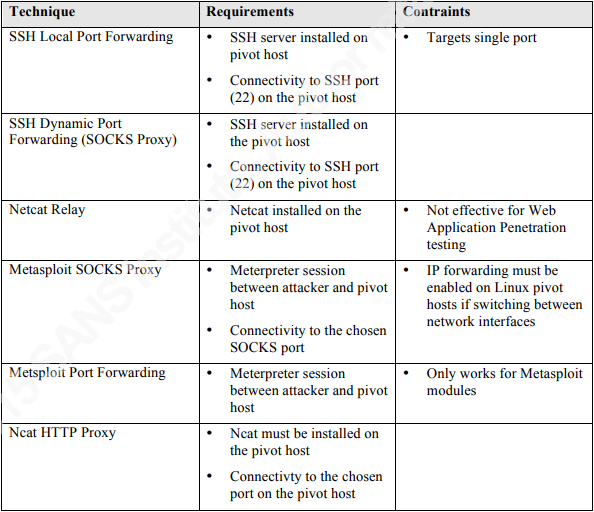 Technique Requirements Contraints
SSH Local Port Forwarding
• SSH server installed on
pivot host
• Connectivity to SSH port
(22) on the pivot host
• Targets single port
SSH Dynamic Port
Forwarding (SOCKS Proxy)
• SSH server installed on
the pivot host
• Connectivity to SSH port
(22) on the pivot host
Netcat Relay
• Netcat installed on the
pivot host
• Not effective for Web
Application Penetration
testing
Metasploit SOCKS Proxy
• Meterpreter session
between attacker and pivot
host
• Connectivity to the chosen
SOCKS port
• IP forwarding must be
enabled on Linux pivot
hosts if switching between
network interfaces
Metsploit Port Forwarding
• Meterpreter session
between attacker and pivot
host
• Only works for Metasploit
modules
Ncat HTTP Proxy
• Ncat must be installed on
the pivot host
• Connectivty to the chosen
port on the pivot host
15 SANS Institute